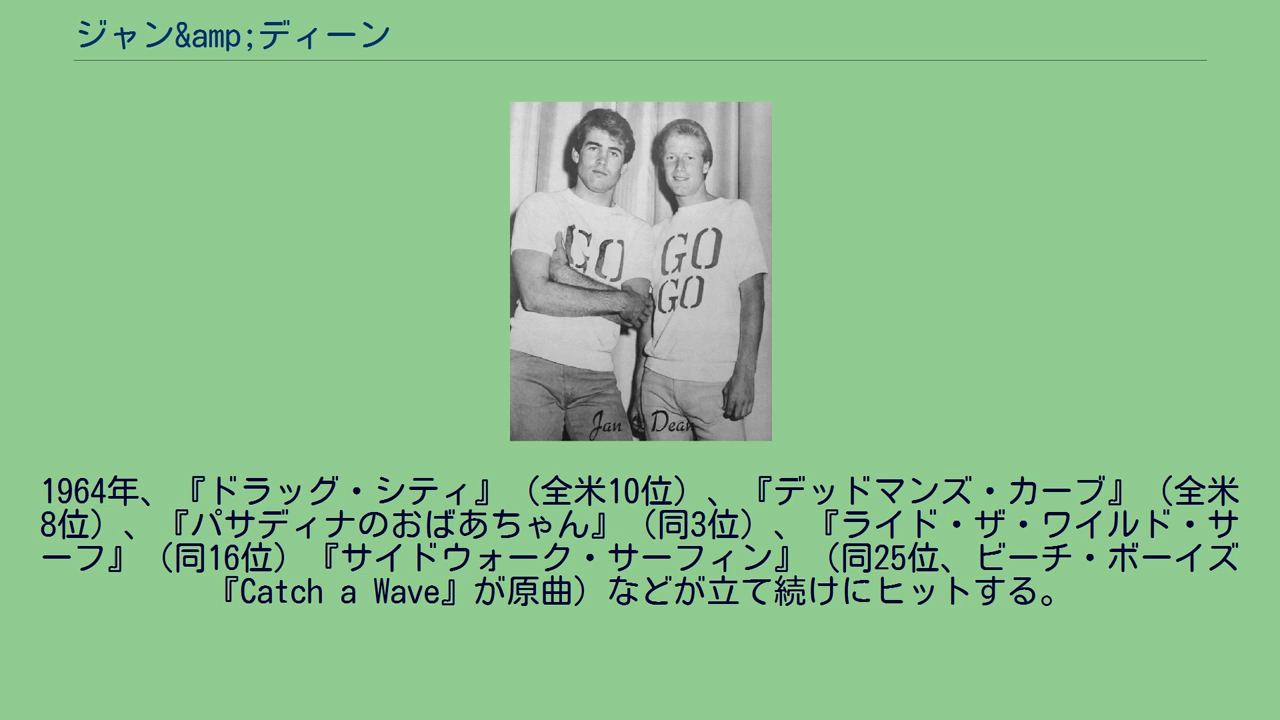 ジャン&amp;ディーン
GO
GO
GO
Jan & Dean
1964年、『ドラッグ・シティ』（全米10位）、『デッドマンズ・カーブ』（全米
8位）、『パサディナのおばあちゃん』（同3位）、『ライド・ザ・ワイルド・サ
ーフ』（同16位）『サイドウォーク・サーフィン』（同25位、ビーチ・ボーイズ
『Catch a Wave』が原曲）などが立て続けにヒットする。